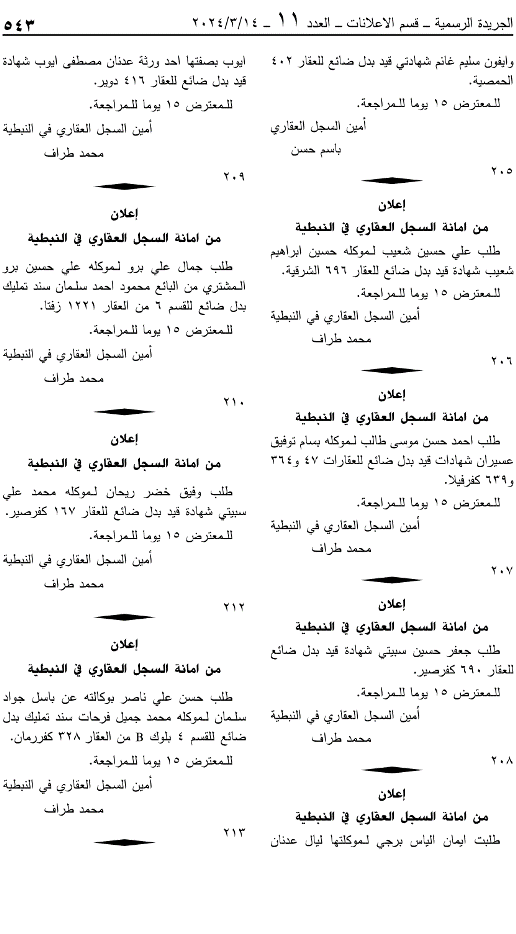 الجريدة الرسمية ــ قسم الاعلانات ــ العدد ١١ ــ ٢٠٢٤/٣/١٤
٥٤٣
وايفون سليم غانم شهادتي قيد بدل ضائع للعقار ٤٠٢
الحمصية.
للمعترض ١٥ يوما للمراجعة.
أمين السجل العقاري
باسم حسن
٢٠٥
إعلان
من امانة السجل العقاري في النبطية
طلب علي حسين شعيب لموكله حسين ابراهيم
شعيب شهادة قيد بدل ضائع للعقار ٦٩٦ الشرقية.
للمعترض ١٥ يوما للمراجعة.
أمين السجل العقاري في النبطية
محمد طراف
٢٠٦
إعلان
من امانة السجل العقاري في النبطية
طلب احمد حسن موسى طالب لموكله بسام توفيق
عسيران شهادات قيد بدل ضائع للعقارات ٤٧ و٣٦٤
و٦٣٩ كفرفيلا.
للمعترض ١٥ يوما للمراجعة.
أمين السجل العقاري في النبطية
محمد طراف
٢٠٧
إعلان
من امانة السجل العقاري في النبطية
طلب جعفر حسين سبيتي شهادة قيد بدل ضائع
للعقار ٦٩٠ كفرصير.
للمعترض ١٥ يوما للمراجعة.
أمين السجل العقاري في النبطية
محمد طراف
٢٠٨
إعلان
من امانة السجل العقاري في النبطية
طلبت ايمان الياس برجي لموكلتها ليال عدنان
ايوب بصفتها احد ورثة عدنان مصطفى ايوب شهادة
قيد بدل ضائع للعقار ٤١٦ دوير.
للمعترض ١٥ يوما للمراجعة.
أمين السجل العقاري في النبطية
محمد طراف
٢٠٩
إعلان
من امانة السجل العقاري في النبطية
طلب جمال علي برو لموكله علي حسين برو
المشتري من البائع محمود احمد سلمان سند تمليك
بدل ضائع للقسم ٦ من العقار ١٢٢١ زفتا.
للمعترض ١٥ يوما للمراجعة.
أمين السجل العقاري في النبطية
محمد طراف
٢١٠
إعلان
من امانة السجل العقاري في النبطية
طلب وفيق خضر ريحان لموكله محمد علي
سبيتي شهادة قيد بدل ضائع للعقار ١٦٧ كفرصير.
للمعترض ١٥ يوما للمراجعة.
أمين السجل العقاري في النبطية
محمد طراف
٢١٢
إعلان
من امانة السجل العقاري في النبطية
طلب حسن علي ناصر بوكالته عن باسل جواد
سلمان لموكله محمد جميل فرحات سند تمليك بدل
ضائع للقسم ٤ بلوك B من العقار ٣٢٨ كفررمان.
للمعترض ١٥ يوما للمراجعة.
أمين السجل العقاري في النبطية
محمد طراف
٢١٣